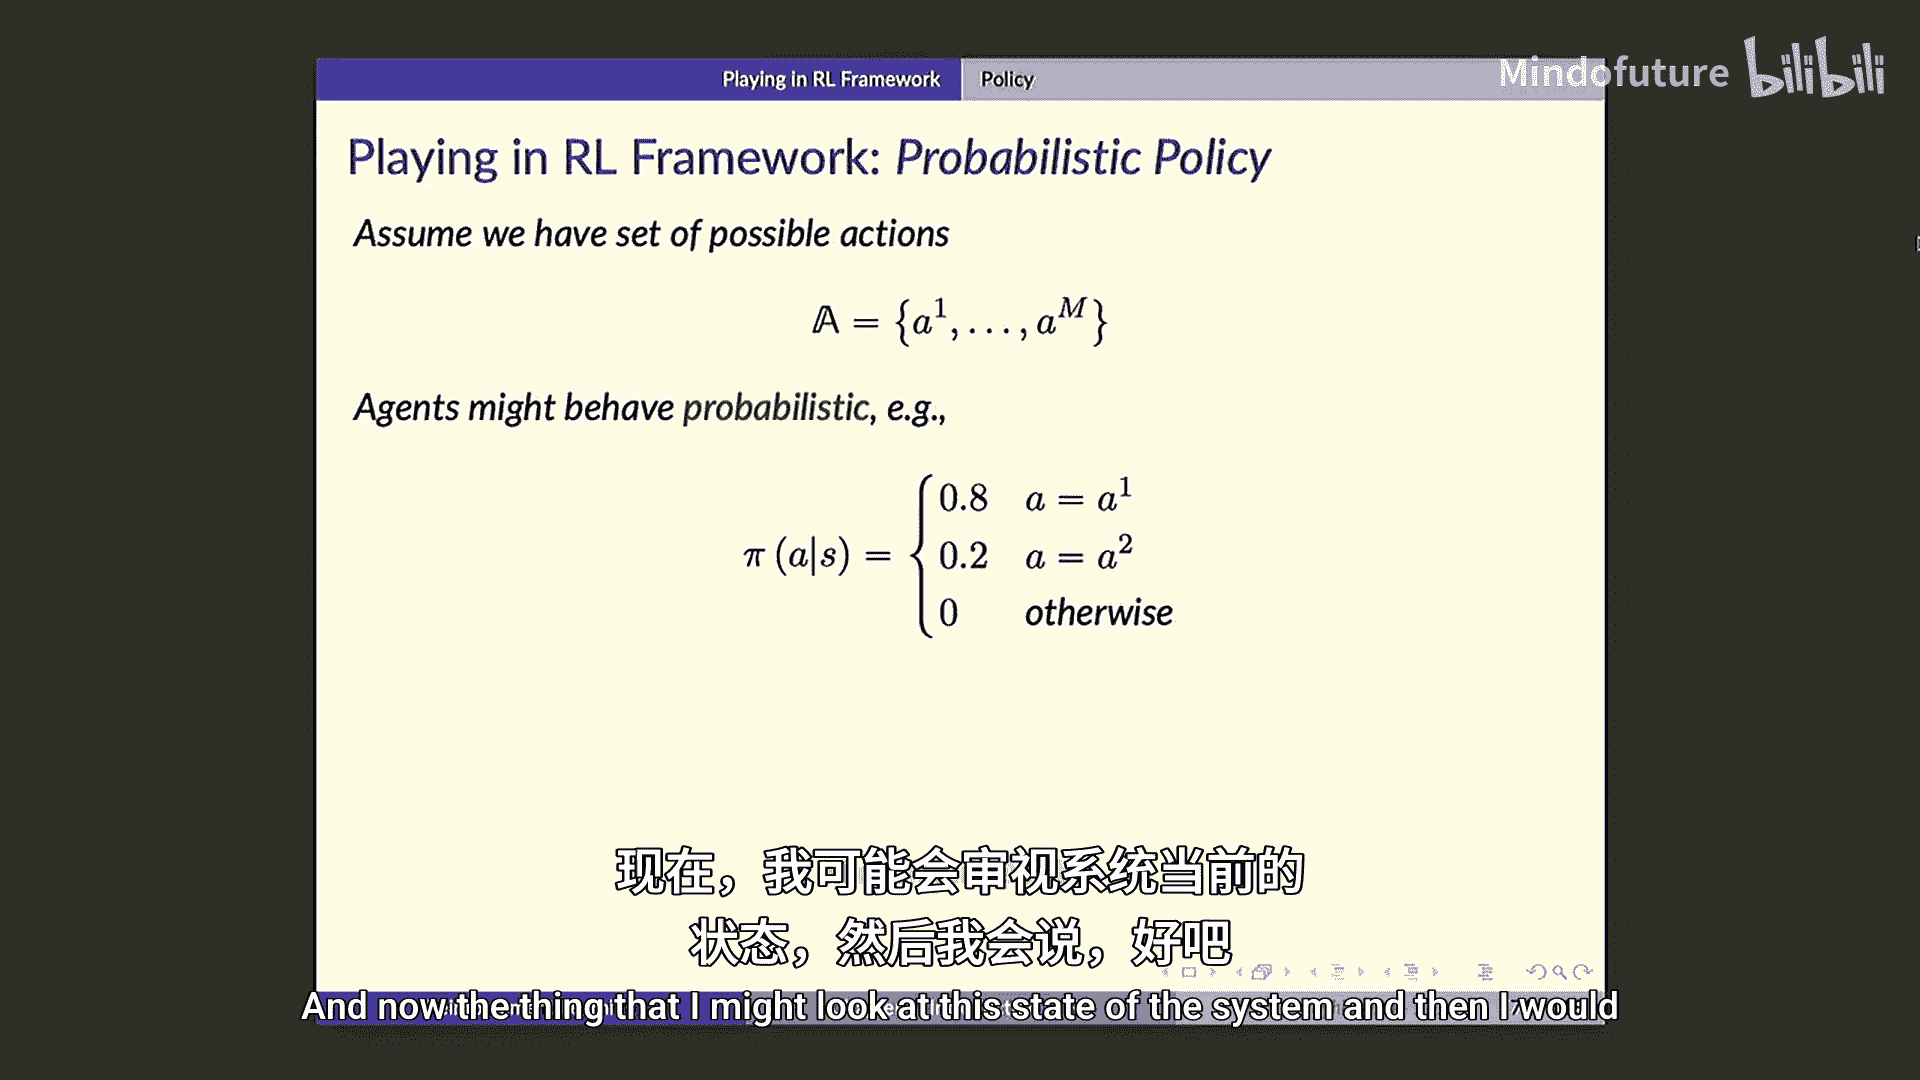 Playing in RL Framework Policy
Mindofuture bilibili
Playing in RL Framework: Probabilistic Policy
Assume we have set of possible actions
𝔸 = {a¹, . . . , aᴹ}
Agents might behave probabilistic, e.g.,
π (a|s) = { 0.8 a = a¹
0.2 a = a²
0 otherwise
现在，我可能会审视系统当前的
状态，然后我会说，好吧
And now the thing that I might look at this state of the system and then I would